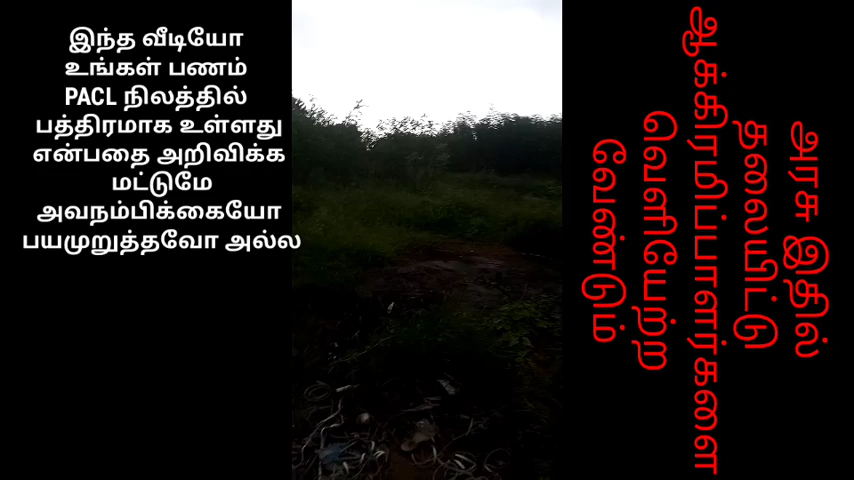 இந்த வீடியோ
உங்கள் பணம்
PACL நிலத்தில்
பத்திரமாக உள்ளது
என்பதை அறிவிக்க
மட்டுமே
அவநம்பிக்கையோ
பயமுறுத்தவோ அல்ல
அரசு இதில்
தலையிட்டு
ஆக்கிரமிப்பாளர்களை
வெளியேற்ற
வேண்டும்